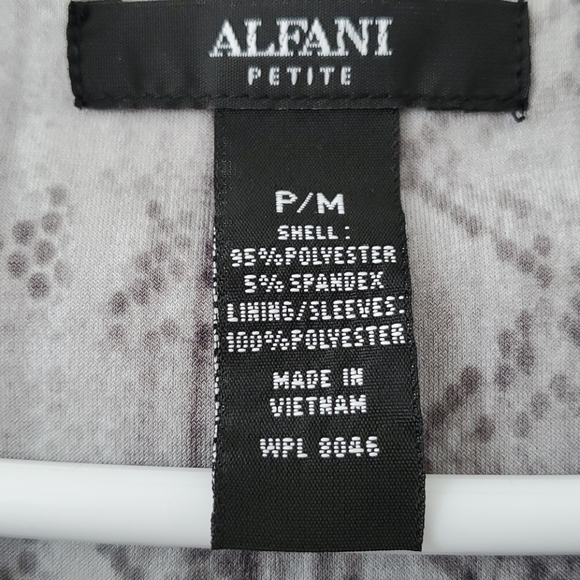 ALFANI
PETITE
P/M
SHELL:
95%POLYESTER
5% SPANDEX
LINING/SLEEVES:
100%POLYESTER
MADE IN
VIETNAM
WPL 8046